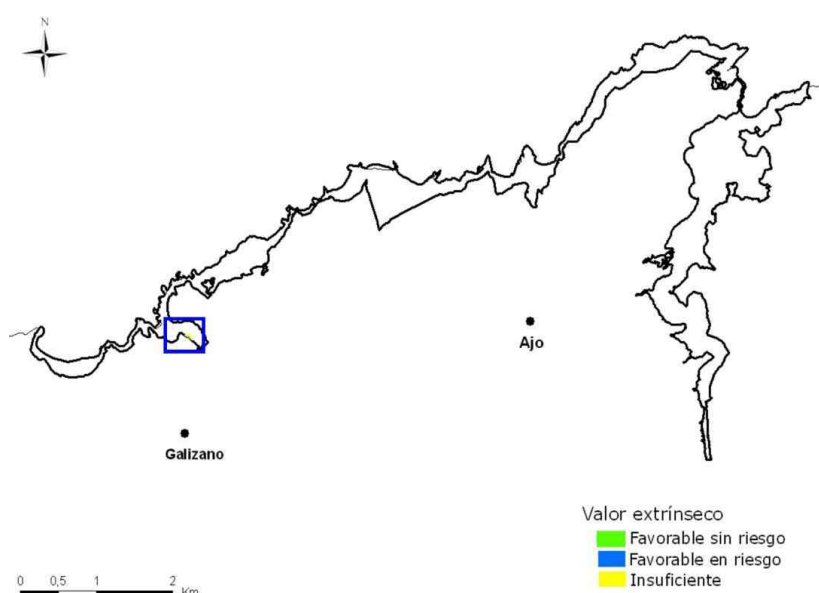 N
Ajo
Galizano
Valor extrínseco
Favorable sin riesgo
Favorable en riesgo
Insuficiente
0 0,5 1 2
Km